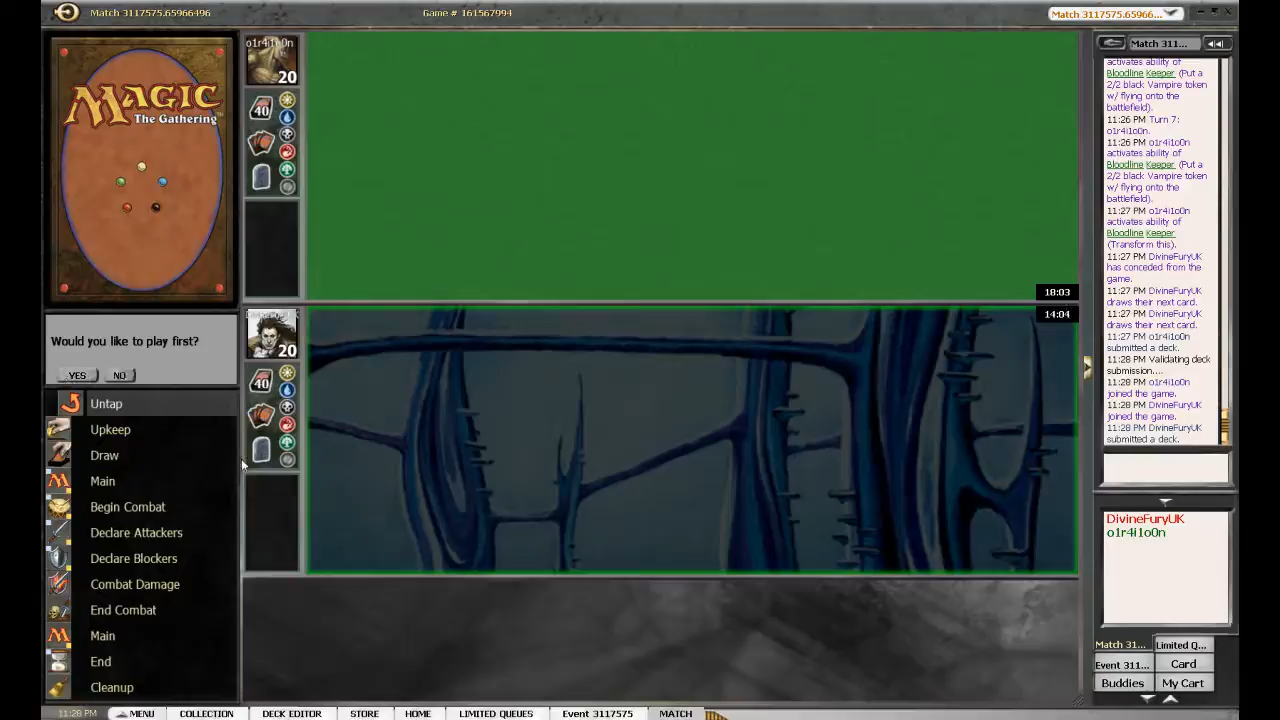 Match 3117575.65966496
Game # 161567994
Match 3117575.65966...
MAGIC
The Gathering
o1r4i1o0n
20
40
18:03
14:04
20
40
Would you like to play first?
YES
NO
Untap
Upkeep
Draw
Main
Begin Combat
Declare Attackers
Declare Blockers
Combat Damage
End Combat
Main
End
Cleanup
Match 311...
activates ability of
Bloodline Keeper (Put a
2/2 black Vampire token
w/ flying onto the
battlefield).
11:26 PM Turn 7:
o1r4i1o0n.
11:26 PM o1r4i1o0n
activates ability of
Bloodline Keeper (Put a
2/2 black Vampire token
w/ flying onto the
battlefield).
11:27 PM o1r4i1o0n
activates ability of
Bloodline Keeper
(Transform this).
11:27 PM DivineFuryUK
has conceded from the
game.
11:27 PM DivineFuryUK
draws their next card.
11:27 PM DivineFuryUK
draws their next card.
11:27 PM o1r4i1o0n
submitted a deck.
11:28 PM Validating deck
submission....
11:28 PM o1r4i1o0n
joined the game.
11:28 PM DivineFuryUK
joined the game.
11:28 PM DivineFuryUK
submitted a deck.
DivineFuryUK
o1r4i1o0n
Match 31...
Limited Q...
Event 311...
Card
Buddies
My Cart
11:28 PM
MENU
COLLECTION
DECK EDITOR
STORE
HOME
LIMITED QUEUES
Event 3117575
MATCH